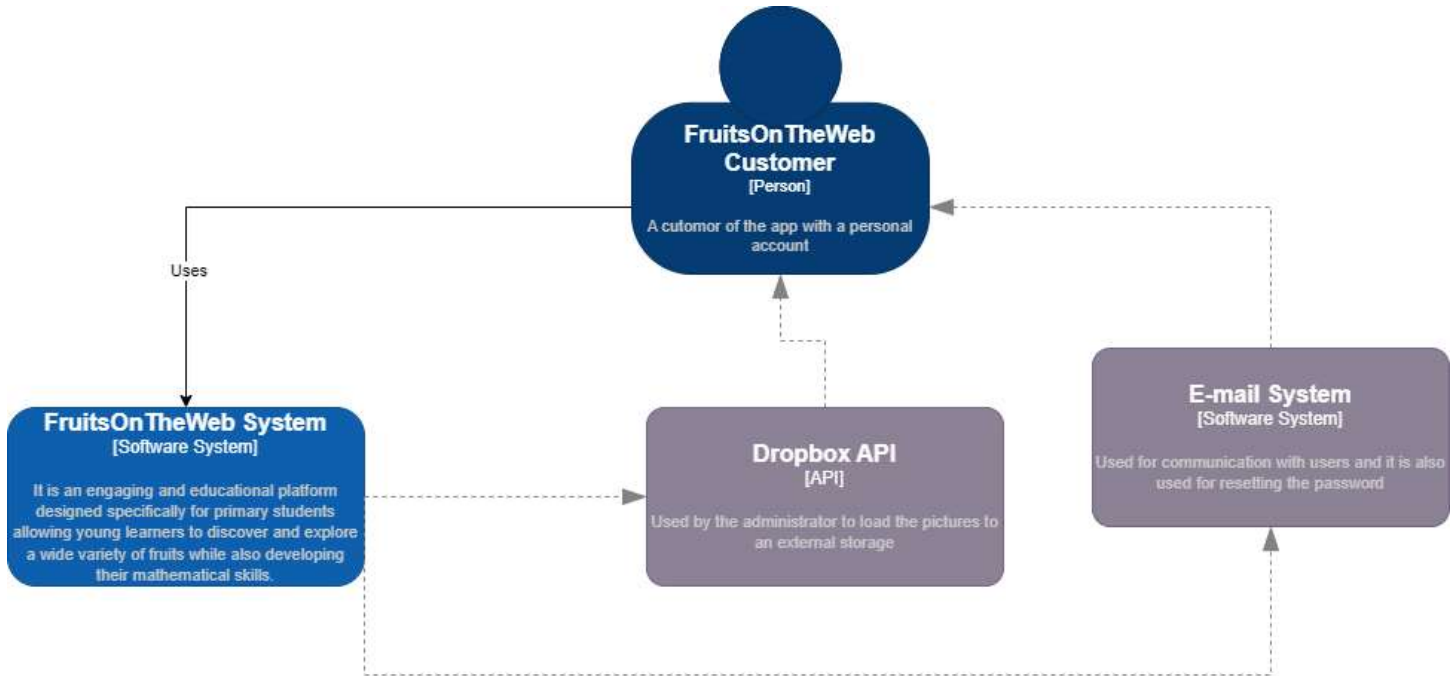 FruitsOnTheWeb
Customer
[Person]
A cutomor of the app with a personal
account
Uses
FruitsOnTheWeb System
[Software System]
It is an engaging and educational platform
designed specifically for primary students
allowing young learners to discover and explore
a wide variety of fruits while also developing
their mathematical skills.
Dropbox API
[API]
Used by the administrator to load the pictures to
an external storage
E-mail System
[Software System]
Used for communication with users and it is also
used for resetting the password